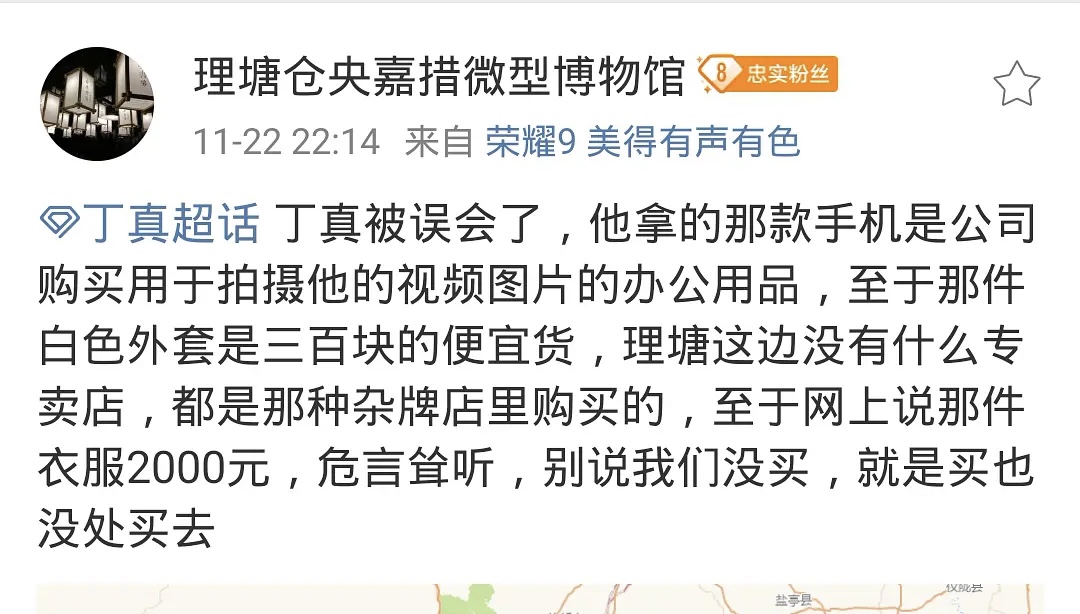 理塘仓央嘉措微型博物馆 8 忠实粉丝
11-22 22:14 来自 荣耀9 美得有声有色
丁真超话 丁真被误会了，他拿的那款手机是公司
购买用于拍摄他的视频图片的办公用品，至于那件
白色外套是三百块的便宜货，理塘这边没有什么专
卖店，都是那种杂牌店里购买的，至于网上说那件
衣服2000元，危言耸听，别说我们没买，就是买也
没处买去
盐亭县